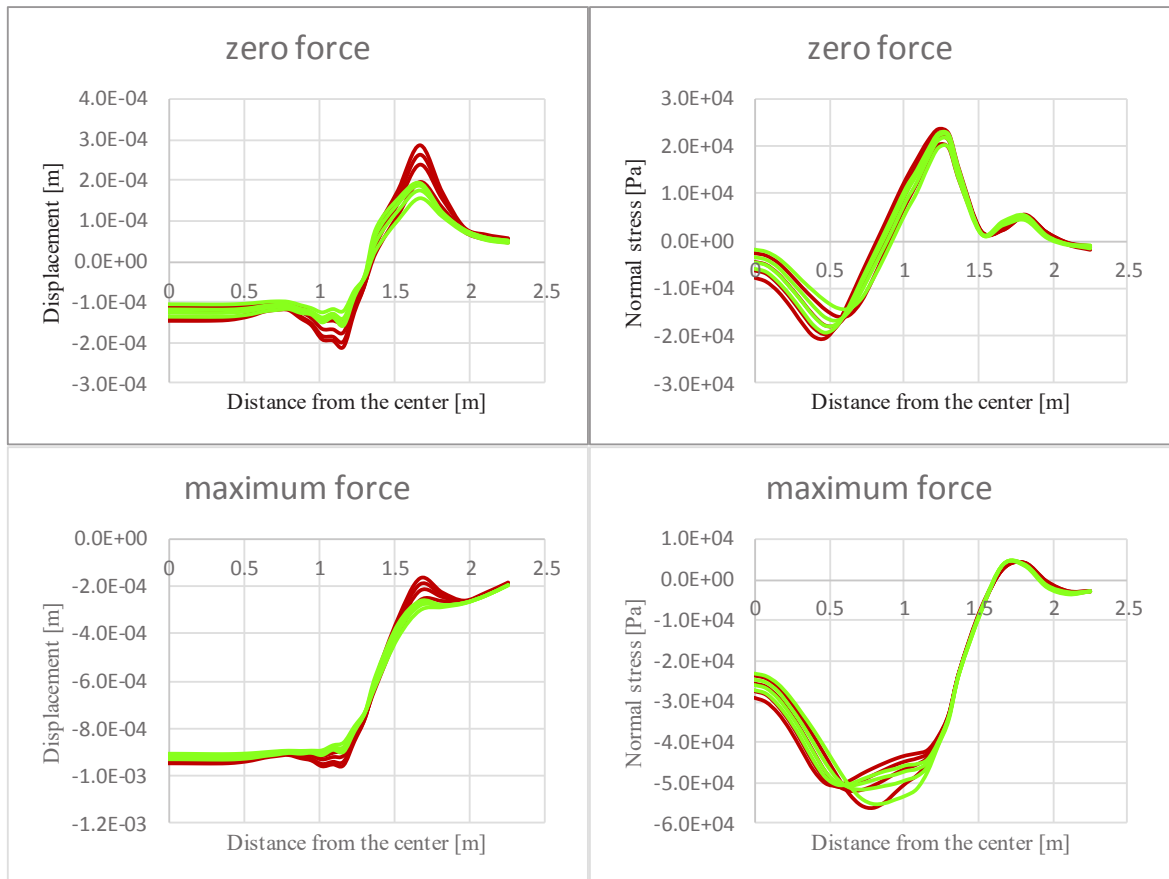 zero force
4.0E-04
3.0E-04
2.0E-04
1.0E-04
0.0E+00
-1.0E-04
-2.0E-04
-3.0E-04
0 0.5 1.0 1.5 2 2.5
Displacement [m]
Distance from the center [m]
zero force
3.0E+04
2.0E+04
1.0E+04
0.0E+00
-1.0E+04
-2.0E+04
-3.0E+04
0 0.5 1 1.5 2 2.5
Normal stress [Pa]
Distance from the center [m]
maximum force
0.0E+00
-2.0E-04
-4.0E-04
-6.0E-04
-8.0E-04
-1.0E-03
-1.2E-03
0 0.5 1 1.5 2 2.5
Displacement [m]
Distance from the center [m]
maximum force
1.0E+04
0.0E+00
-1.0E+04
-2.0E+04
-3.0E+04
-4.0E+04
-5.0E+04
-6.0E+04
0 0.5 1 1.5 2 2.5
Normal stress [Pa]
Distance from the center [m]